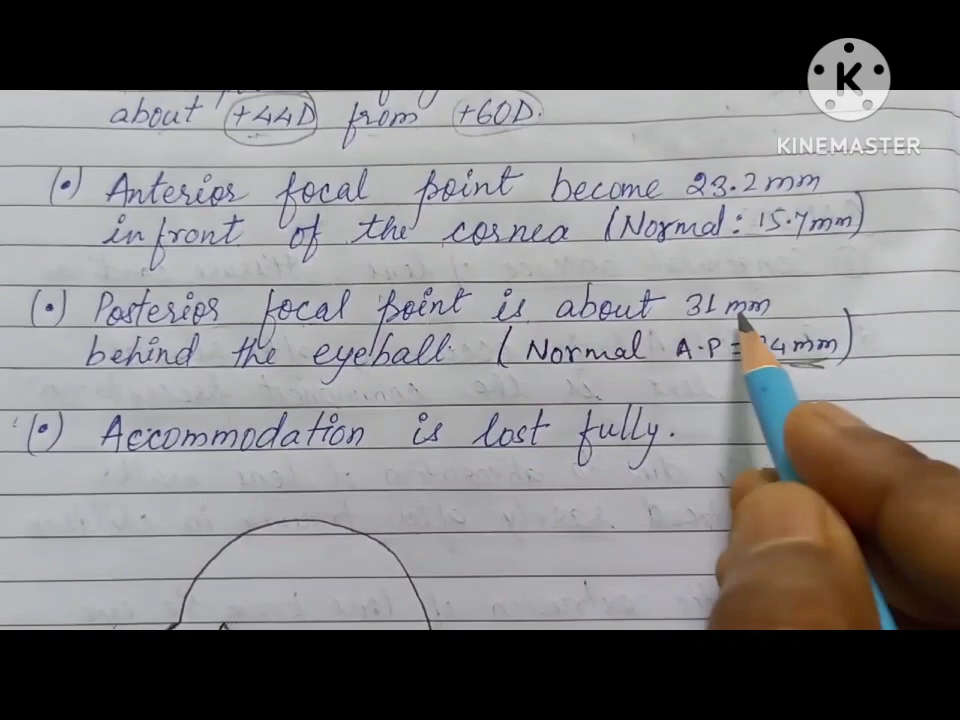 about +44D from +60D.
K
KINEMASTER
(•) Anterior focal point become 23.2mm
infront of the cornea (Normal: 15.7mm)
(•) Posterior focal point is about 31mm
behind the eyeball. (Normal A.P = 4mm)
(•) Accommodation is lost fully.